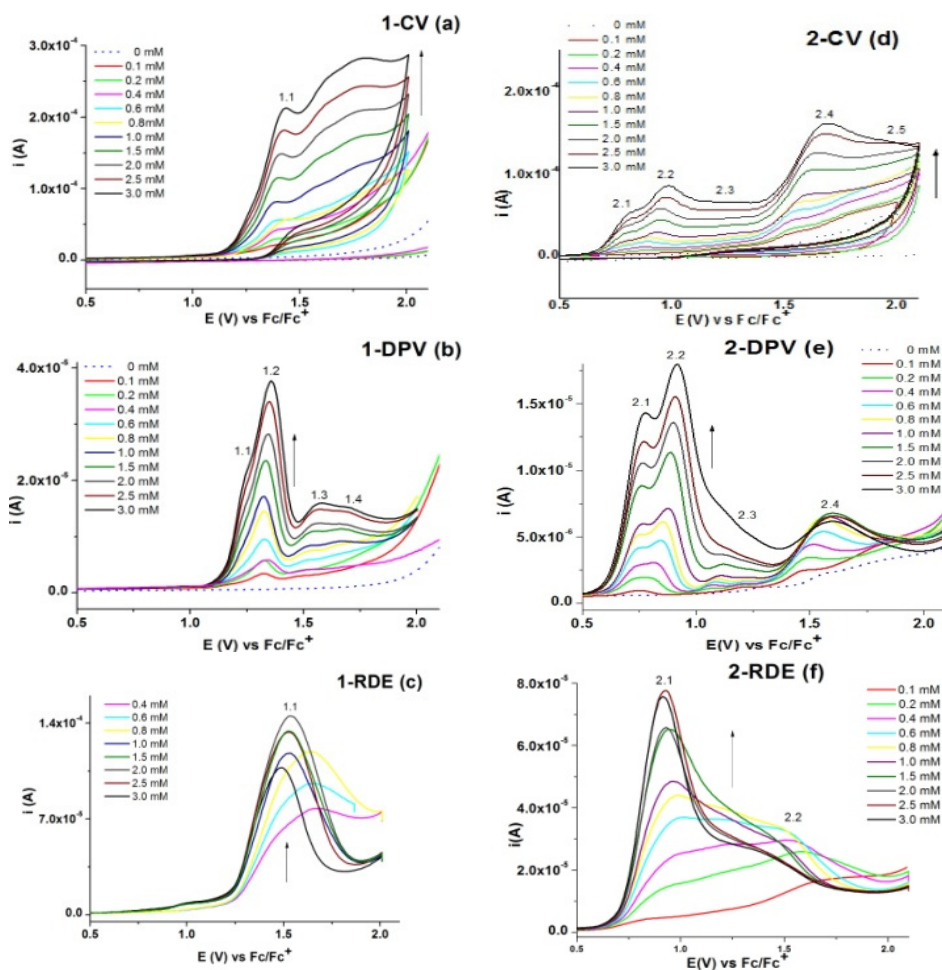 1-CV (a)
3.0x10⁻⁴
2.0x10⁻⁴
1.0x10⁻⁴
0.0
i (A)
0 mM
0.1 mM
0.2 mM
0.4 mM
0.6 mM
0.8mM
1.0 mM
1.5 mM
2.0 mM
2.5 mM
3.0 mM
1.1
0.5 1.0 1.5 2.0
E (V) vs Fc/Fc⁺
2-CV (d)
2.0x10⁻⁴
1.0x10⁻⁴
0.0
i (A)
0 mM
0.1 mM
0.2 mM
0.4 mM
0.6 mM
0.8 mM
1.0 mM
1.5 mM
2.0 mM
2.5 mM
3.0 mM
2.1
2.2
2.3
2.4
2.5
0.5 1.0 1.5 2.0
E (V) vs Fc/Fc⁺
1-DPV (b)
4.0x10⁻⁵
2.0x10⁻⁵
0.0
i (A)
0 mM
0.1 mM
0.2 mM
0.4 mM
0.6 mM
0.8 mM
1.0 mM
1.5 mM
2.0 mM
2.5 mM
3.0 mM
1.1
1.2
1.3
1.4
0.5 1.0 1.5 2.0
E (V) vs Fc/Fc⁺
2-DPV (e)
1.5x10⁻⁵
1.0x10⁻⁵
5.0x10⁻⁶
0.0
i (A)
2.1
2.2
2.3
2.4
0 mM
0.1 mM
0.2 mM
0.4 mM
0.6 mM
0.8 mM
1.0 mM
1.5 mM
2.0 mM
2.5 mM
3.0 mM
0.5 1.0 1.5 2.0
E(V) vs Fc/Fc⁺
1-RDE (c)
1.4x10⁻⁴
7.0x10⁻⁵
0.0
i (A)
0.4 mM
0.6 mM
0.8 mM
1.0 mM
1.5 mM
2.0 mM
2.5 mM
3.0 mM
1.1
0.5 1.0 1.5 2.0
E (V) vs Fc/Fc⁺
2-RDE (f)
8.0x10⁻⁵
6.0x10⁻⁵
4.0x10⁻⁵
2.0x10⁻⁵
0.0
i(A)
2.1
2.2
0.1 mM
0.2 mM
0.4 mM
0.6 mM
0.8 mM
1.0 mM
1.5 mM
2.0 mM
2.5 mM
3.0 mM
0.5 1.0 1.5 2.0
E(V) vs Fc/Fc⁺